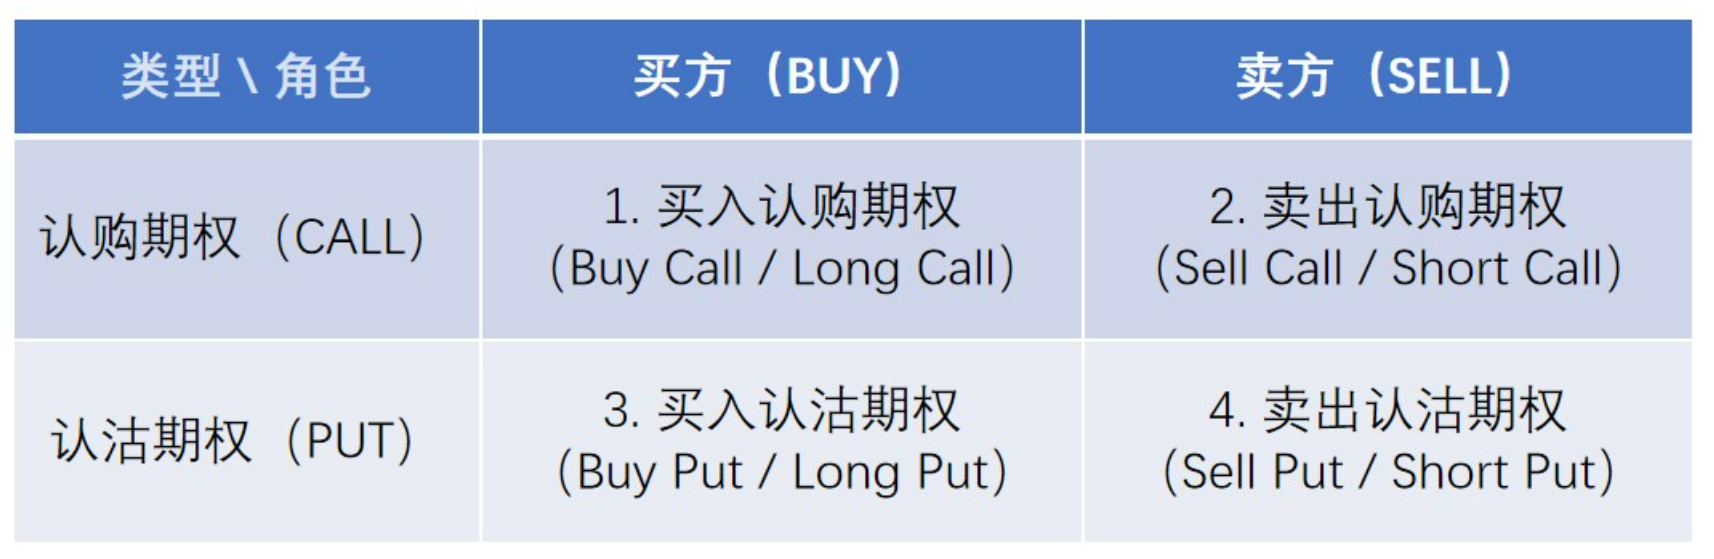 类型 \ 角色
买方（BUY）
卖方（SELL）
认购期权（CALL）
1. 买入认购期权
（Buy Call / Long Call）
2. 卖出认购期权
（Sell Call / Short Call）
认沽期权（PUT）
3. 买入认沽期权
（Buy Put / Long Put）
4. 卖出认沽期权
（Sell Put / Short Put）